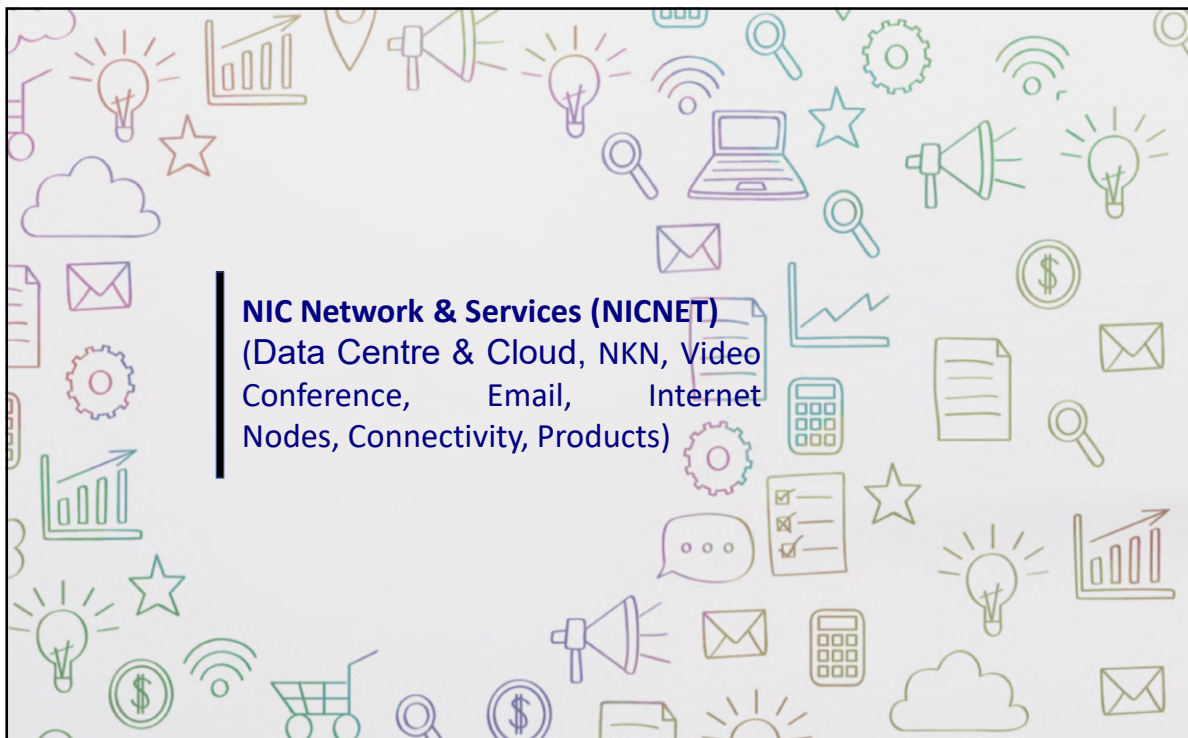 NIC Network & Services (NICNET)
(Data Centre & Cloud, NKN, Video
Conference, Email, Internet
Nodes, Connectivity, Products)